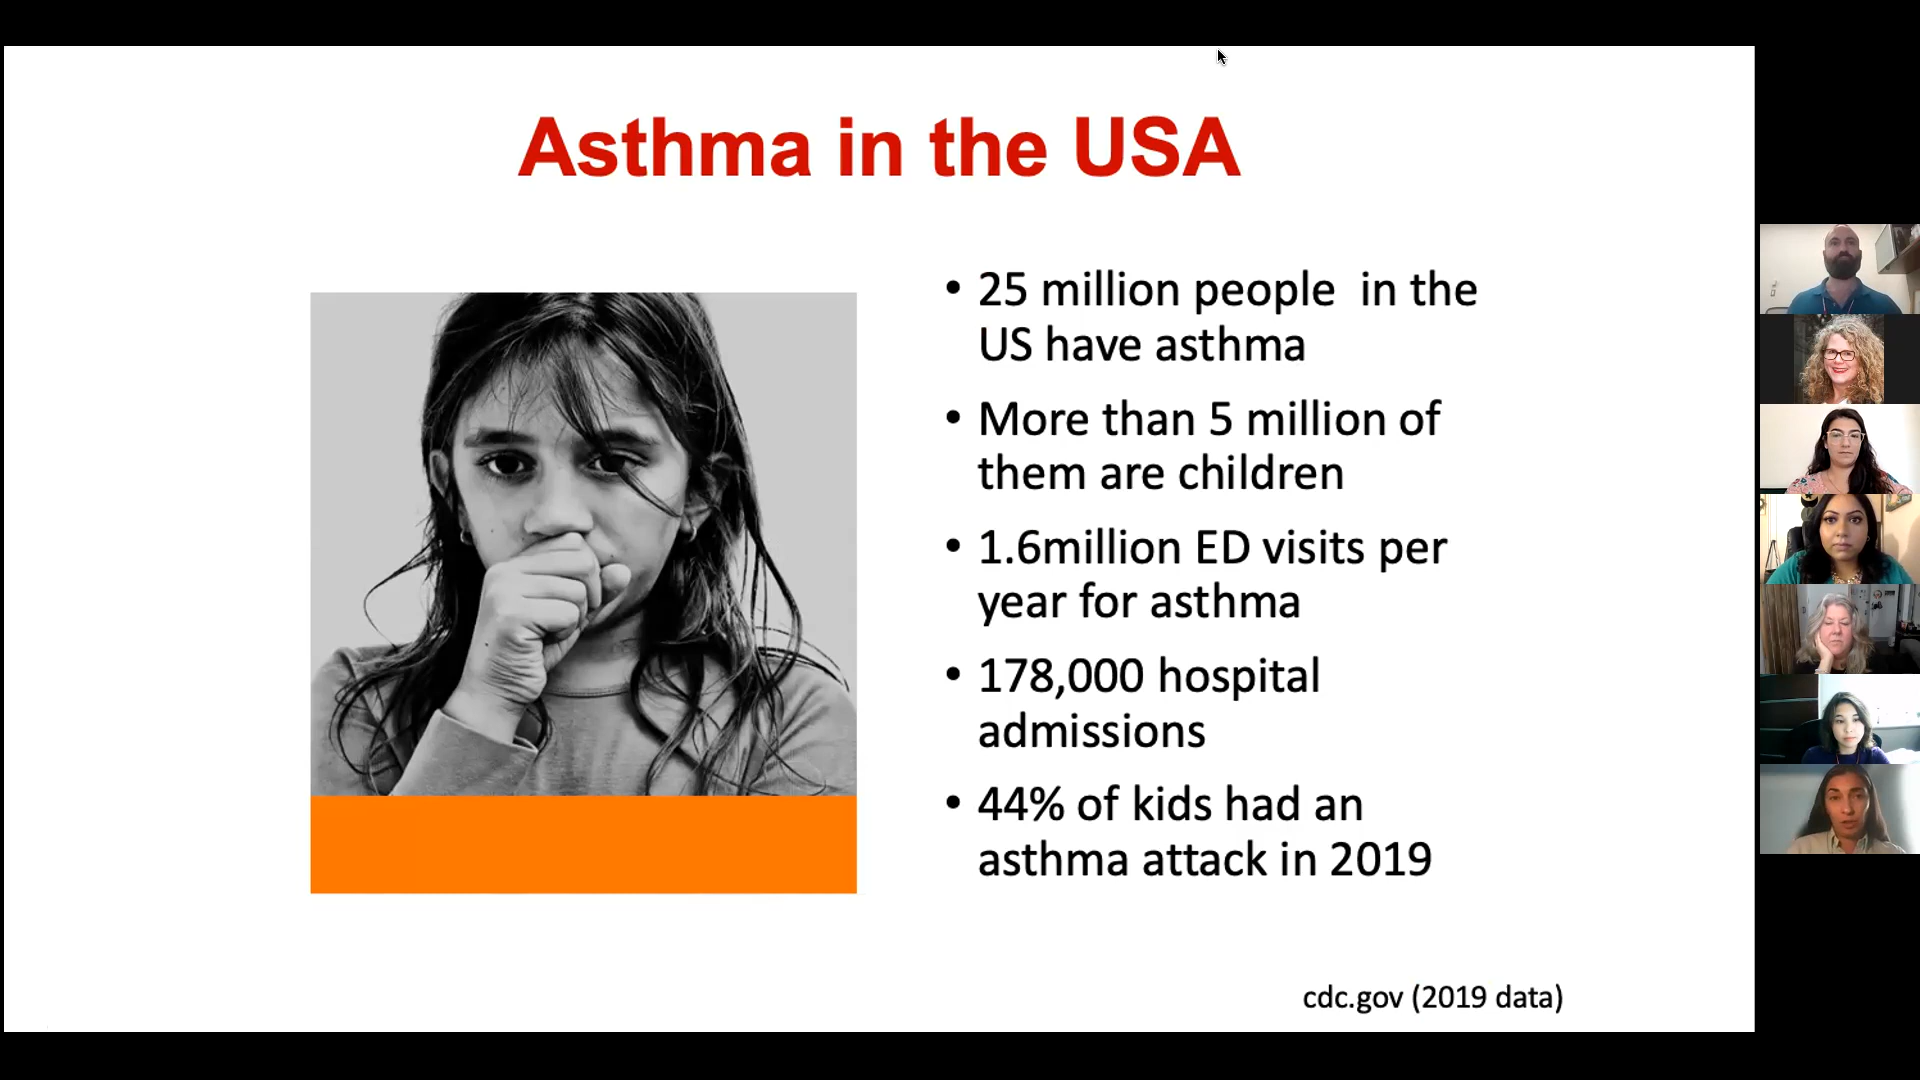 Asthma in the USA
• 25 million people  in the
US have asthma
• More than 5 million of
them are children
• 1.6million ED visits per
year for asthma
• 178,000 hospital
admissions
• 44% of kids had an
asthma attack in 2019
cdc.gov (2019 data)